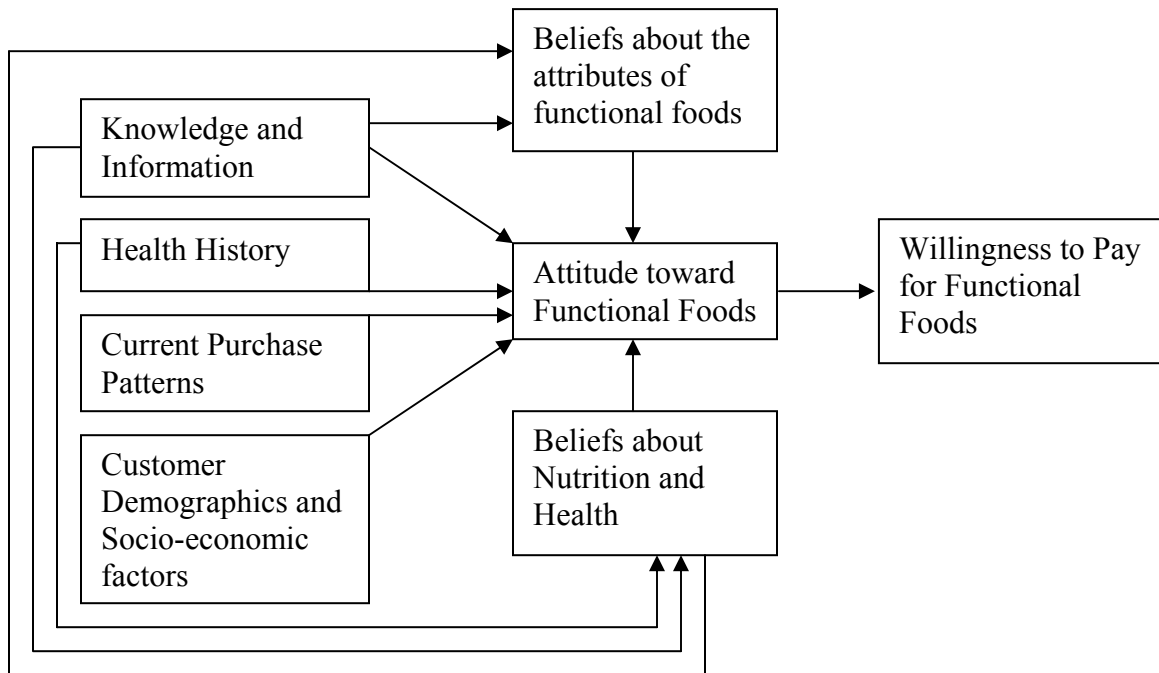 Beliefs about the
attributes of
functional foods
Knowledge and
Information
Health History
Attitude toward
Functional Foods
Willingness to Pay
for Functional
Foods
Current Purchase
Patterns
Beliefs about
Nutrition and
Health
Customer
Demographics and
Socio-economic
factors